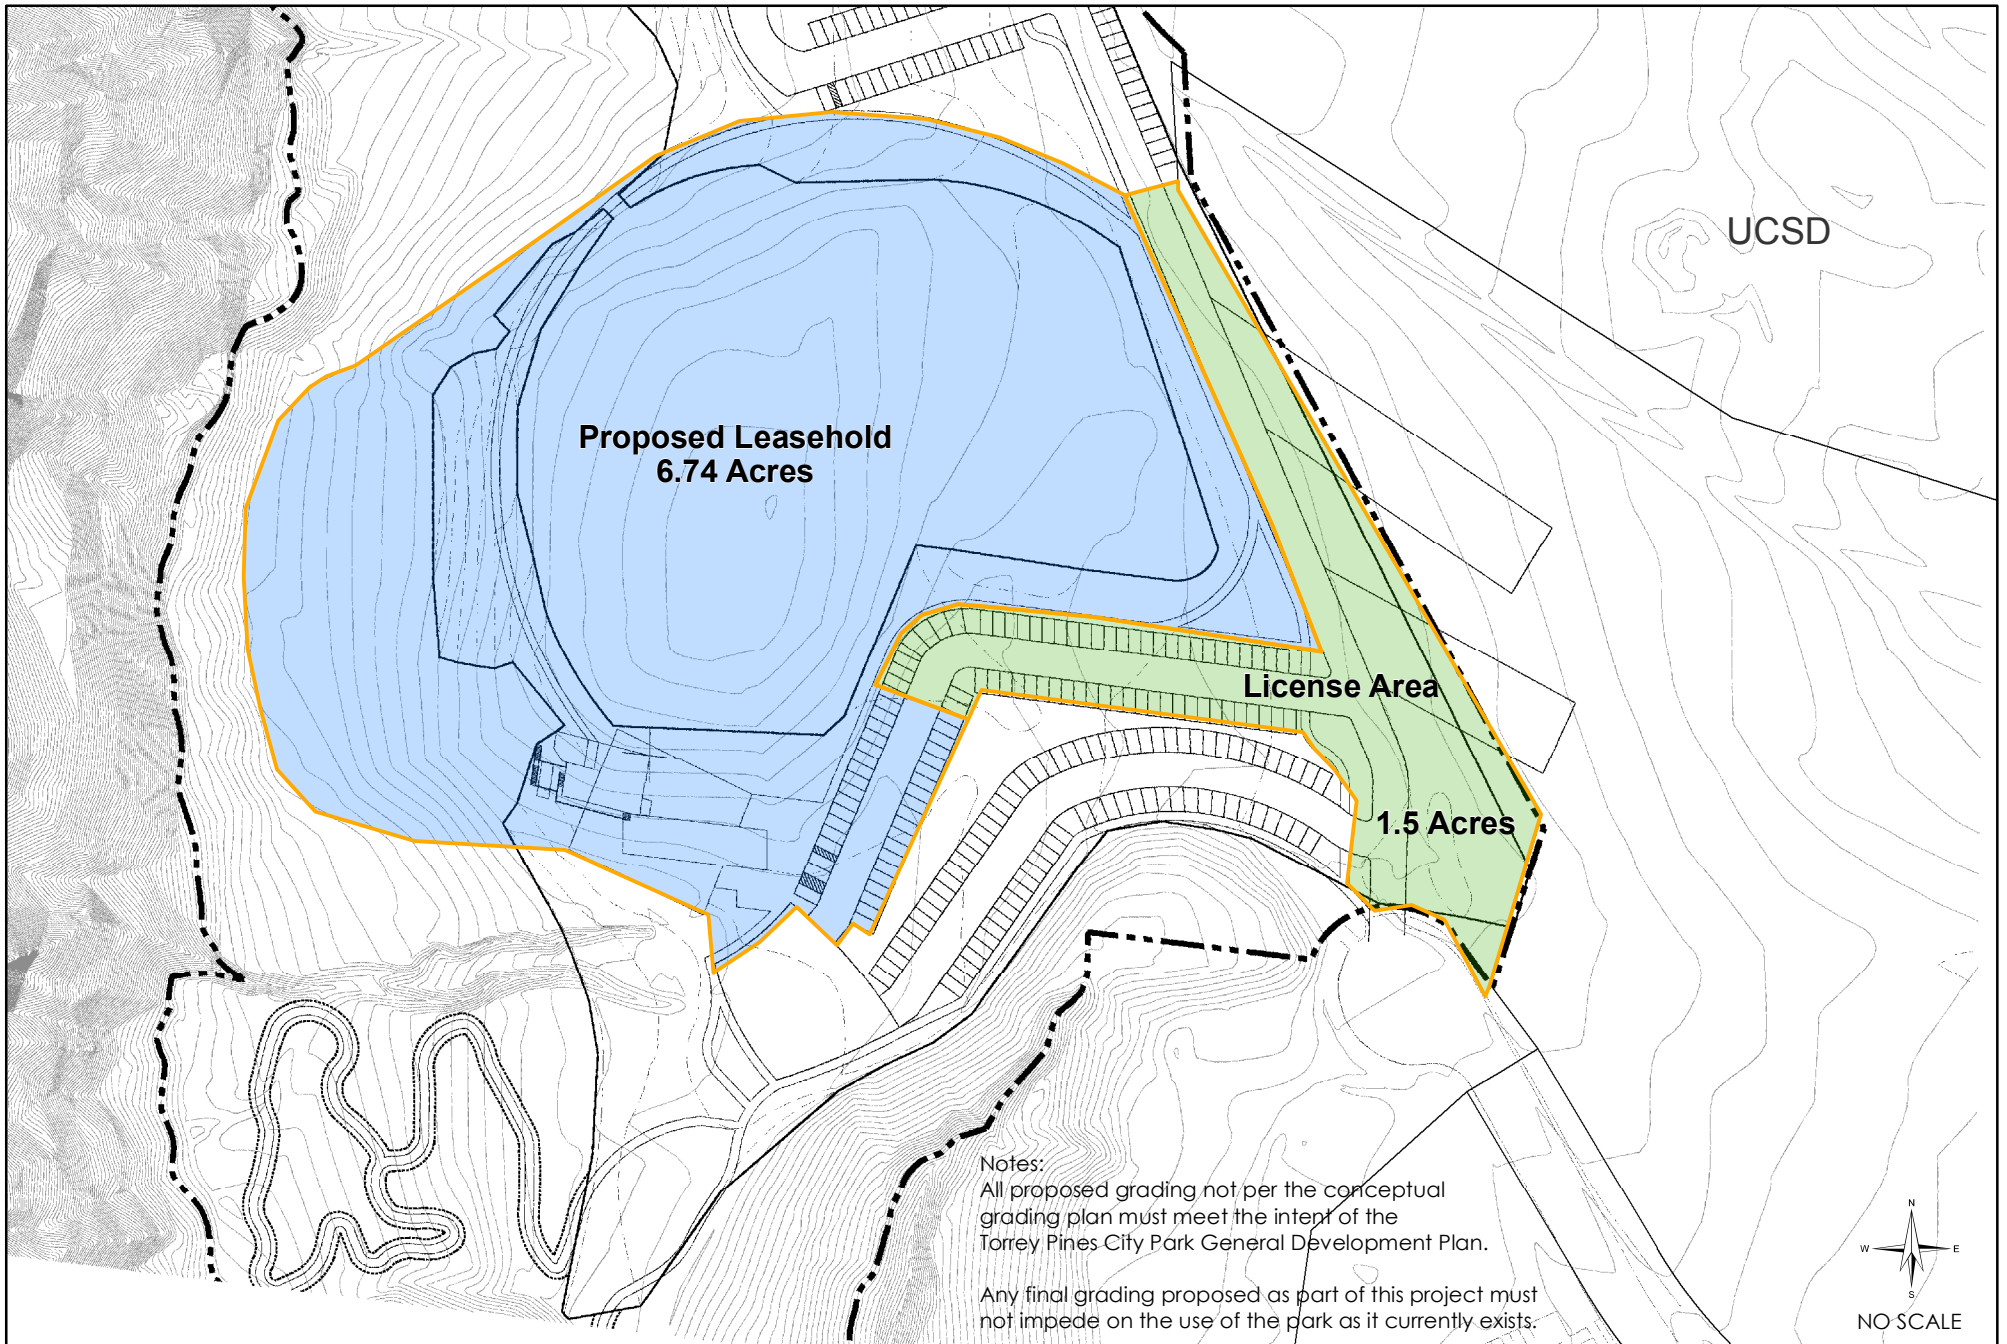 UCSD
Proposed Leasehold
6.74 Acres
License Area
1.5 Acres
Notes:
All proposed grading not per the conceptual
grading plan must meet the intent of the
Torrey Pines City Park General Development Plan.
Any final grading proposed as part of this project must
not impede on the use of the park as it currently exists.
N
W E
S
NO SCALE